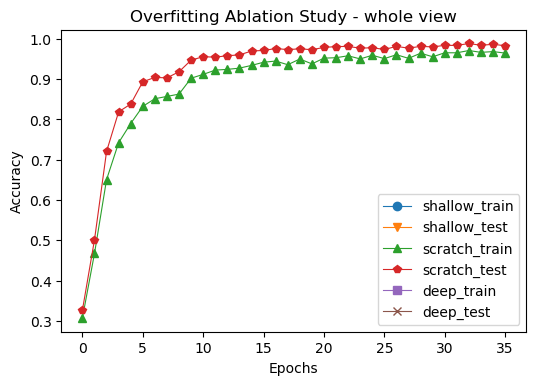 Overfitting Ablation Study - whole view
Accuracy
1.0
0.9
0.8
0.7
0.6
0.5
0.4
0.3
shallow_train
shallow_test
scratch_train
scratch_test
deep_train
deep_test
0 5 10 15 20 25 30 35
Epochs